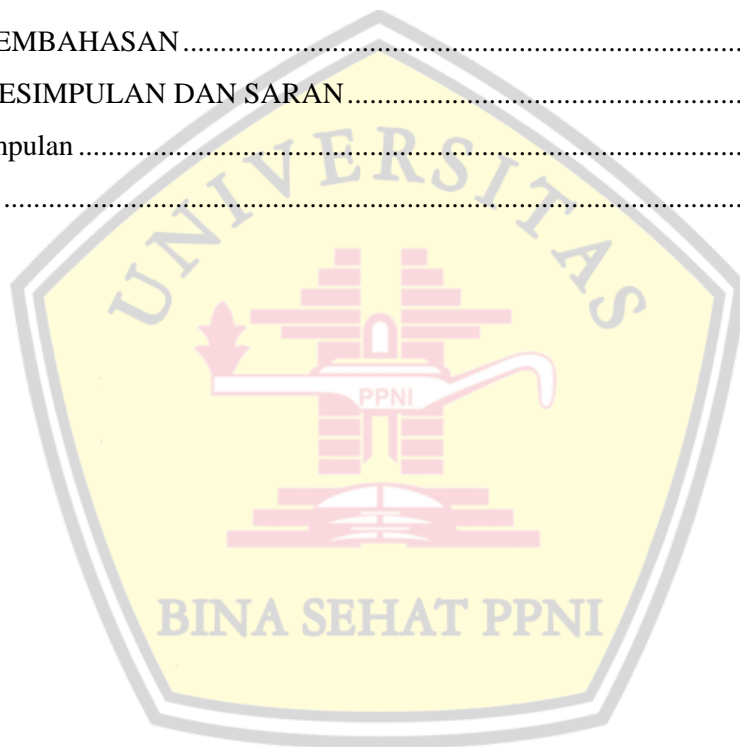 EMBAHASAN........................................................................................
ESIMPULAN DAN SARAN................................................................
npulan........................................................................................................
....................................................................................................................
UNIVERSITAS
PPNI
BINA SEHAT PPNI